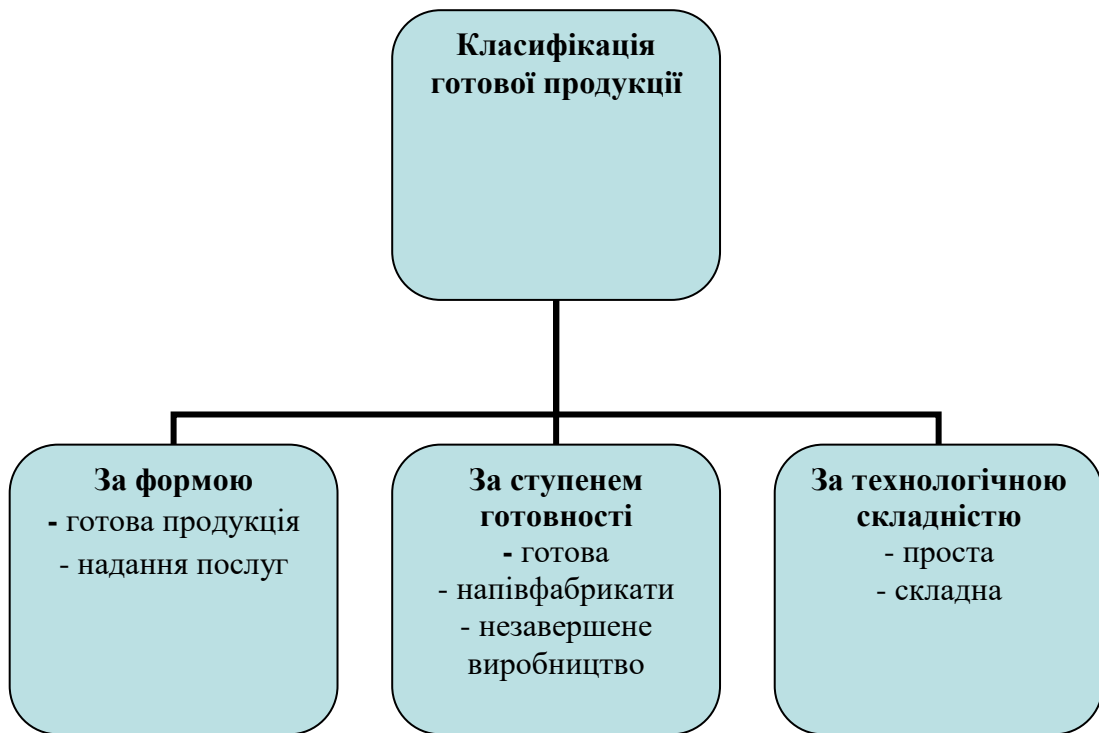 Класифікація
готової продукції
За формою
- готова продукція
- надання послуг
За ступенем
готовності
- готова
- напівфабрикати
- незавершене
виробництво
За технологічною
складністю
- проста
- складна